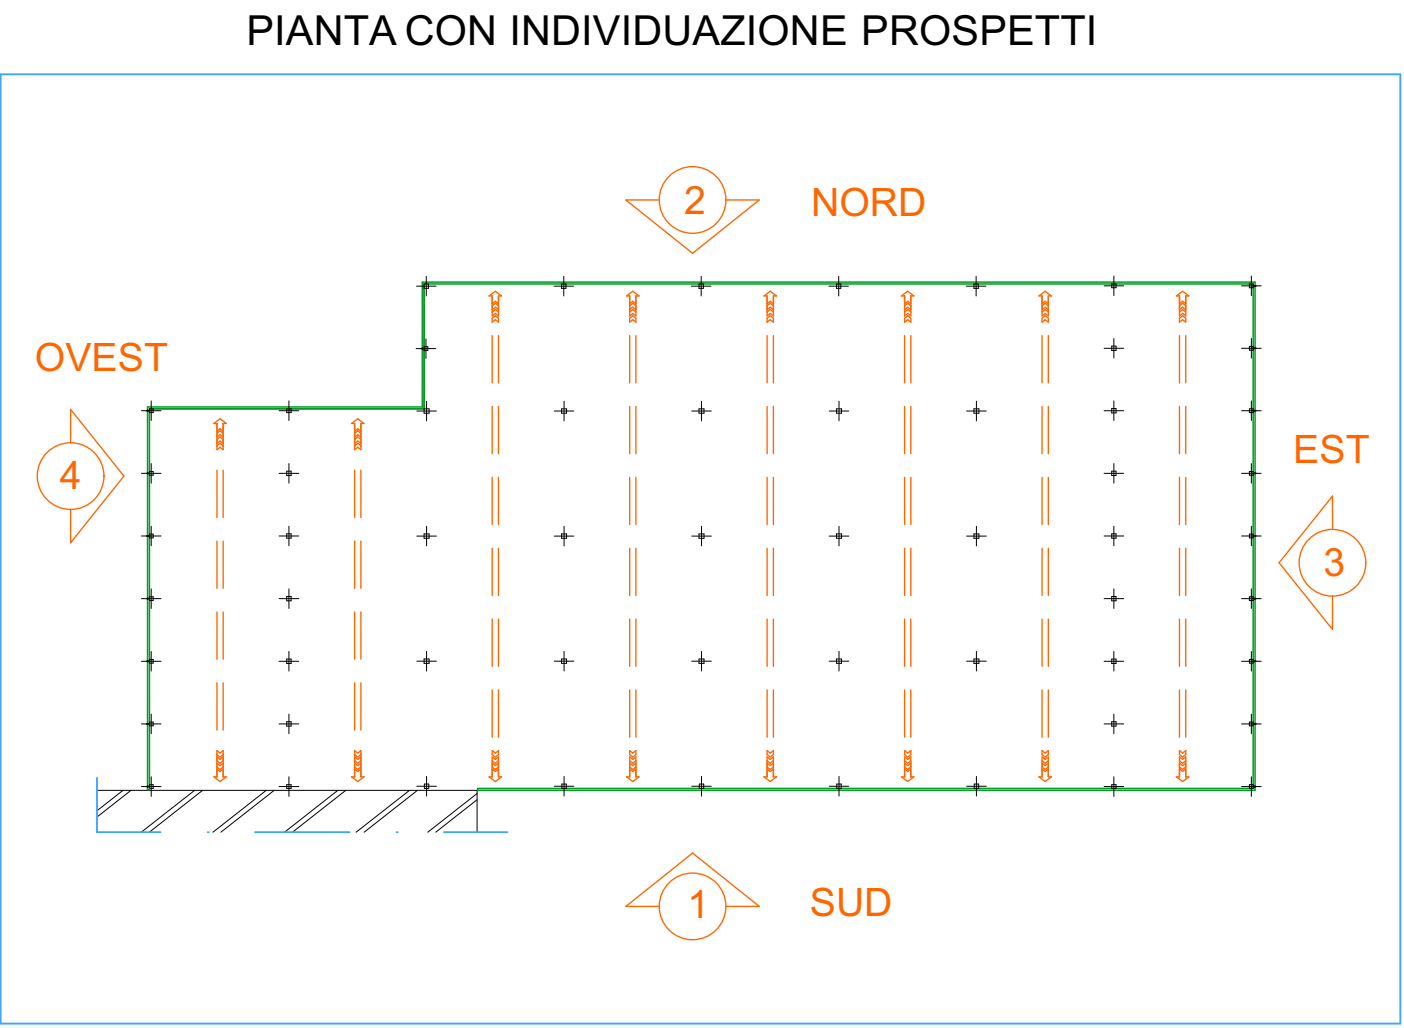 PIANTA CON INDIVIDUAZIONE PROSPETTI
2 NORD
OVEST
4
EST
3
1 SUD